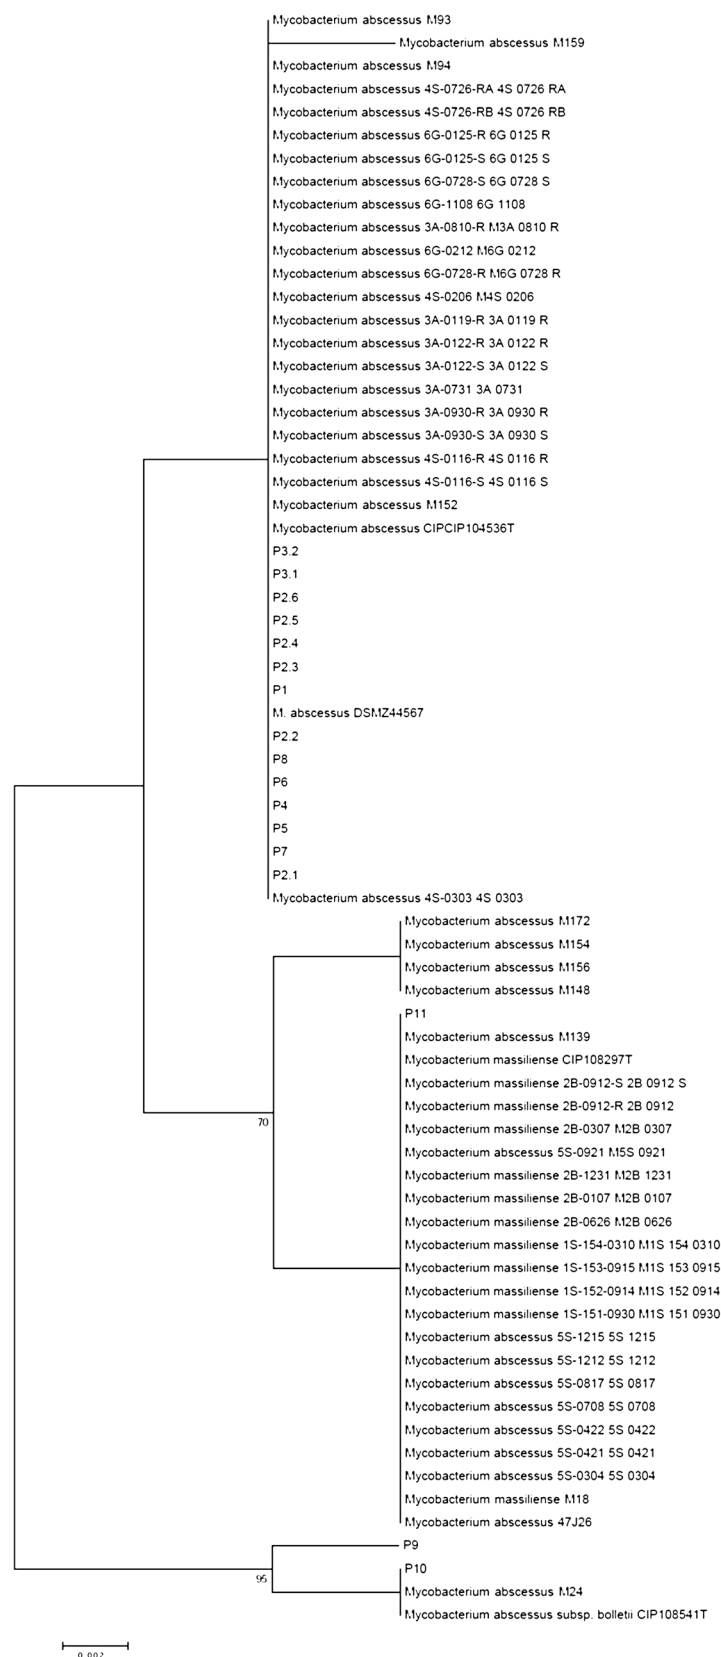 Mycobacterium abscessus M93
Mycobacterium abscessus M159
Mycobacterium abscessus M94
Mycobacterium abscessus 4S-0726-RA 4S 0726 RA
Mycobacterium abscessus 4S-0726-RB 4S 0726 RB
Mycobacterium abscessus 6G-0125-R 6G 0125 R
Mycobacterium abscessus 6G-0125-S 6G 0125 S
Mycobacterium abscessus 6G-0728-S 6G 0728 S
Mycobacterium abscessus 6G-1108 6G 1108
Mycobacterium abscessus 3A-0810-R M3A 0810 R
Mycobacterium abscessus 6G-0212 M6G 0212
Mycobacterium abscessus 6G-0728-R M6G 0728 R
Mycobacterium abscessus 4S-0206 M4S 0206
Mycobacterium abscessus 3A-0119-R 3A 0119 R
Mycobacterium abscessus 3A-0122-R 3A 0122 R
Mycobacterium abscessus 3A-0122-S 3A 0122 S
Mycobacterium abscessus 3A-0731 3A 0731
Mycobacterium abscessus 3A-0930-R 3A 0930 R
Mycobacterium abscessus 3A-0930-S 3A 0930 S
Mycobacterium abscessus 4S-0116-R 4S 0116 R
Mycobacterium abscessus 4S-0116-S 4S 0116 S
Mycobacterium abscessus M152
Mycobacterium abscessus CIPCIP104536T
P3.2
P3.1
P2.6
P2.5
P2.4
P2.3
P1
M. abscessus DSMZ44567
P2.2
P8
P6
P4
P5
P7
P2.1
Mycobacterium abscessus 4S-0303 4S 0303
Mycobacterium abscessus M172
Mycobacterium abscessus M154
Mycobacterium abscessus M156
Mycobacterium abscessus M148
P11
Mycobacterium abscessus M139
Mycobacterium massiliense CIP108297T
Mycobacterium massiliense 2B-0912-S 2B 0912 S
Mycobacterium massiliense 2B-0912-R 2B 0912
70
Mycobacterium massiliense 2B-0307 M2B 0307
Mycobacterium abscessus 5S-0921 M5S 0921
Mycobacterium massiliense 2B-1231 M2B 1231
Mycobacterium massiliense 2B-0107 M2B 0107
Mycobacterium massiliense 2B-0626 M2B 0626
Mycobacterium massiliense 1S-154-0310 M1S 154 0310
Mycobacterium massiliense 1S-153-0915 M1S 153 0915
Mycobacterium massiliense 1S-152-0914 M1S 152 0914
Mycobacterium massiliense 1S-151-0930 M1S 151 0930
Mycobacterium abscessus 5S-1215 5S 1215
Mycobacterium abscessus 5S-1212 5S 1212
Mycobacterium abscessus 5S-0817 5S 0817
Mycobacterium abscessus 5S-0708 5S 0708
Mycobacterium abscessus 5S-0422 5S 0422
Mycobacterium abscessus 5S-0421 5S 0421
Mycobacterium abscessus 5S-0304 5S 0304
Mycobacterium massiliense M18
Mycobacterium abscessus 47J26
P9
P10
95
Mycobacterium abscessus M24
Mycobacterium abscessus subsp. bolletii CIP108541T
0.002